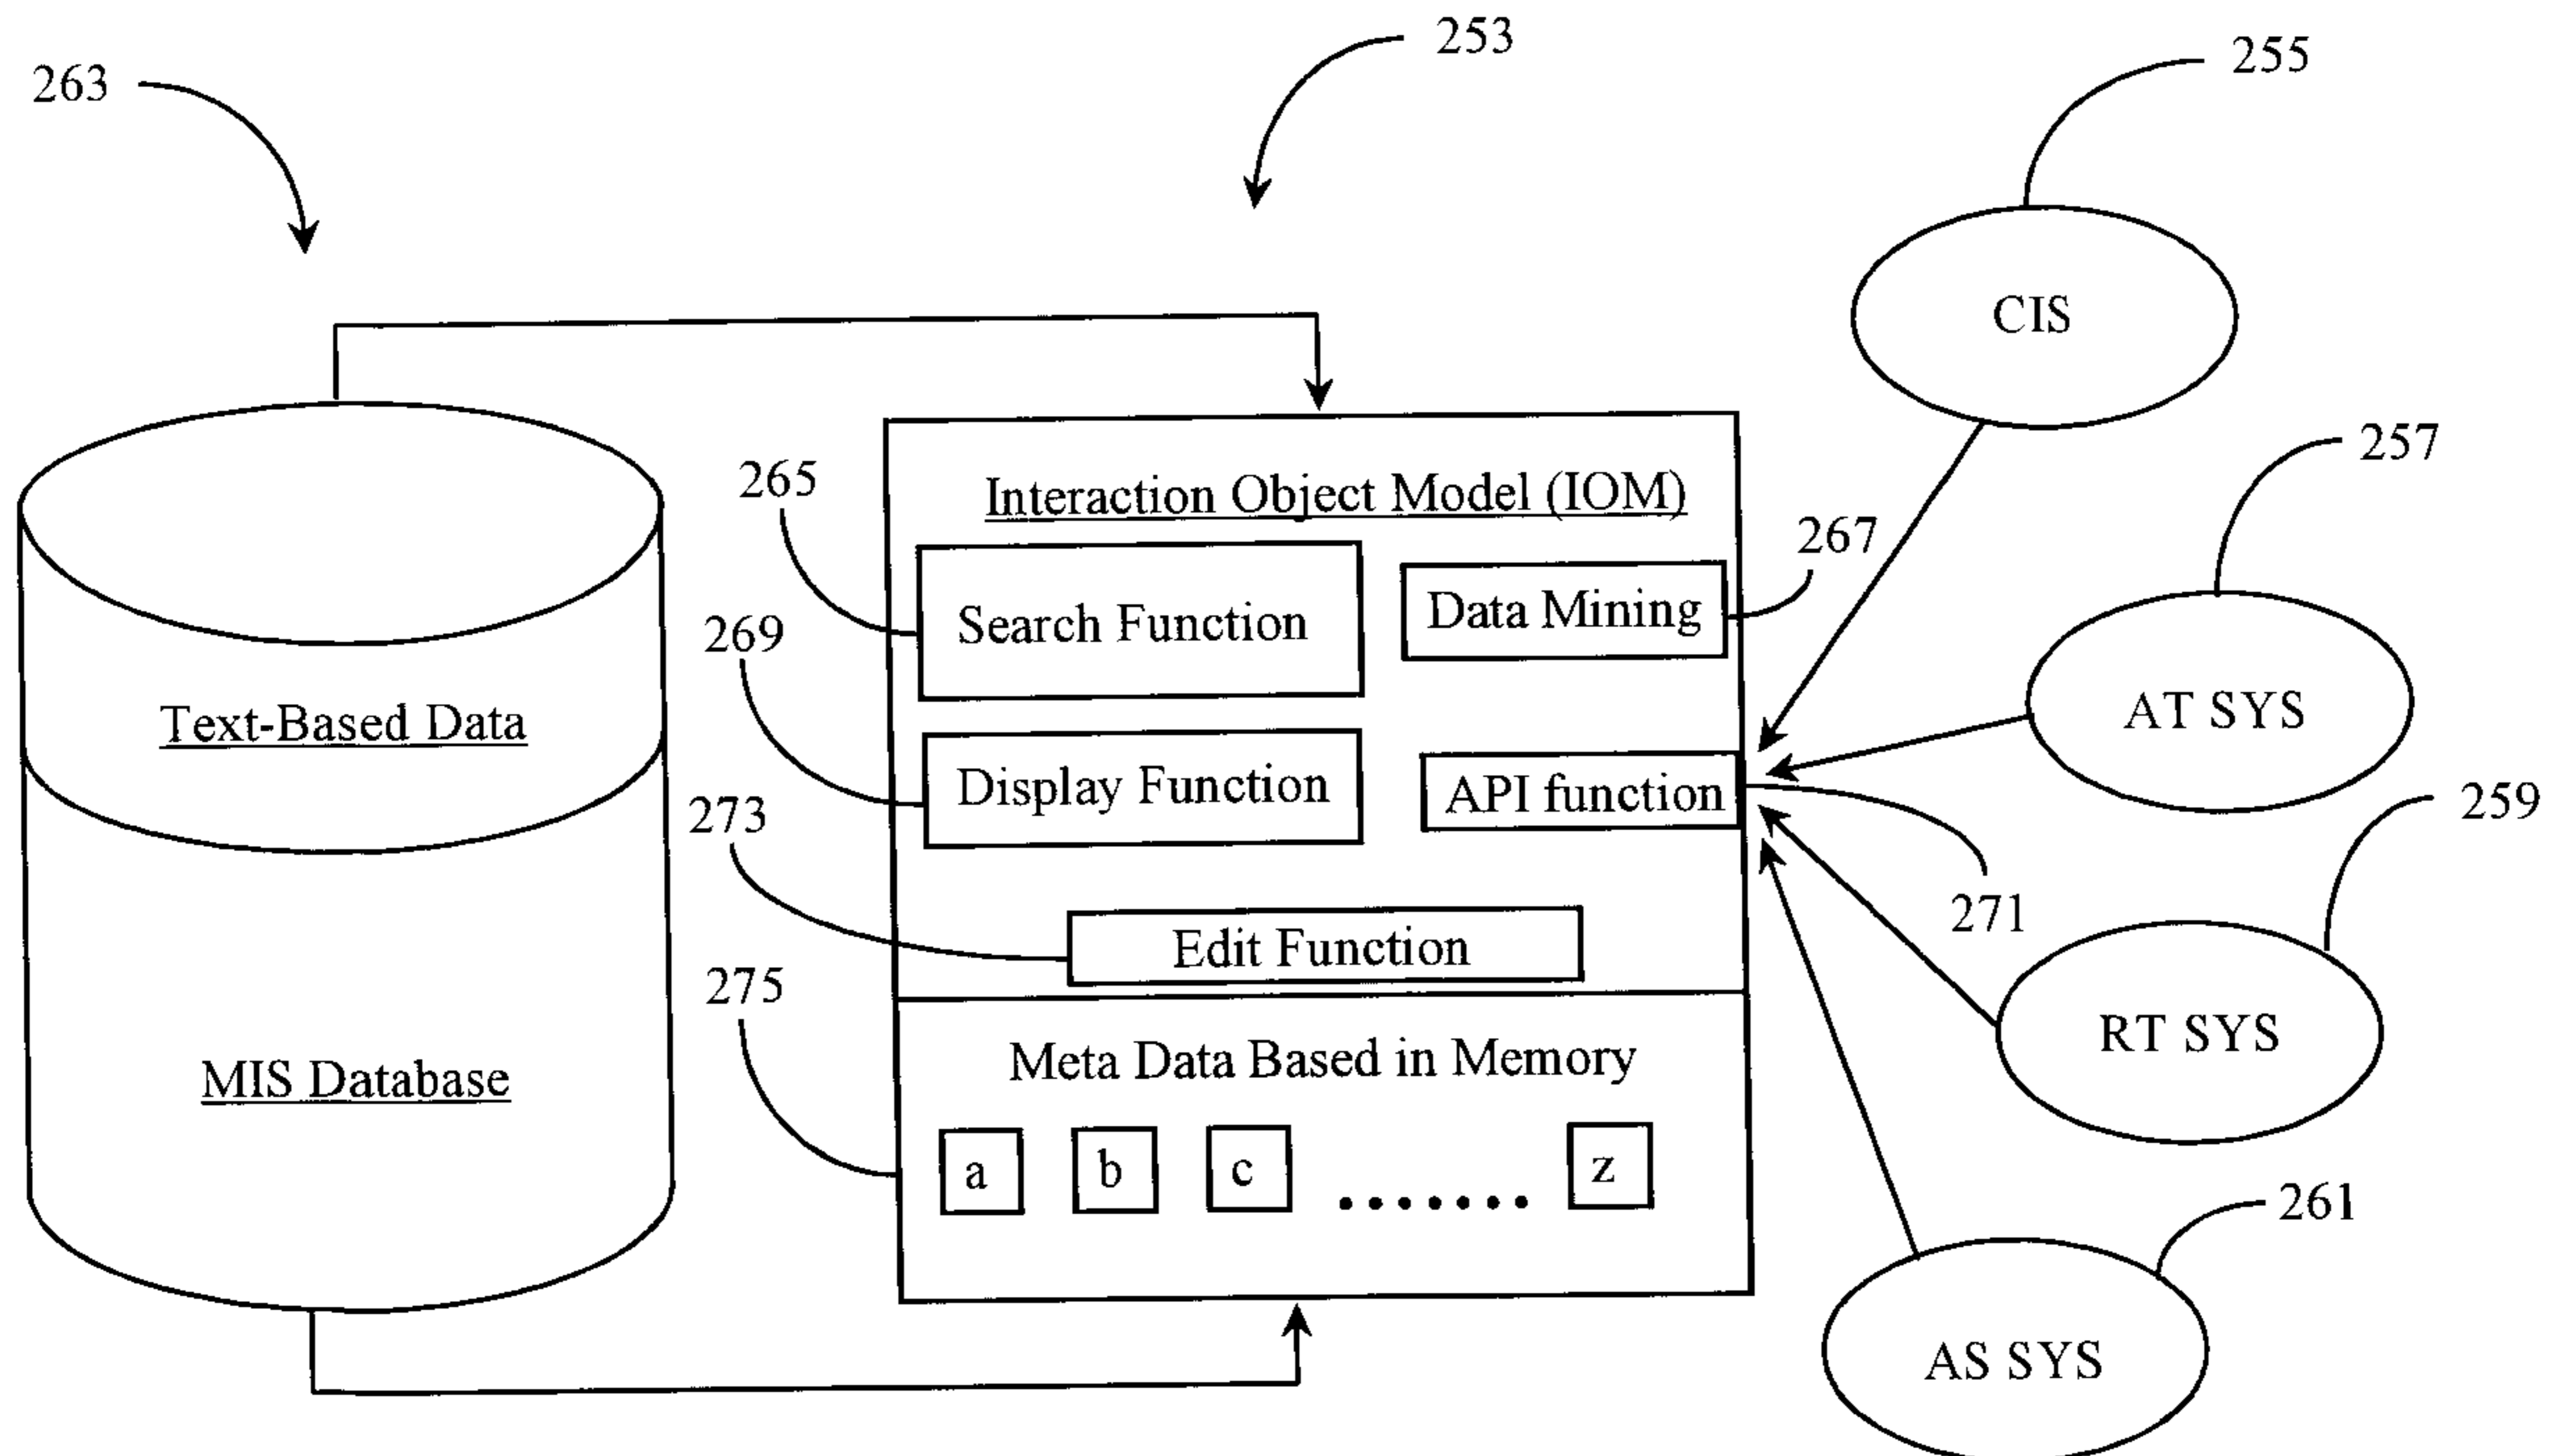 253
255
263
257
265
Interaction Object Model (IOM)
267
Search Function
Data Mining
269
Text-Based Data
AT SYS
CIS
Display Function
API function
259
273
271
Edit Function
275
RT SYS
MIS Database
Meta Data Based in Memory
a b c ....... z
261
AS SYS